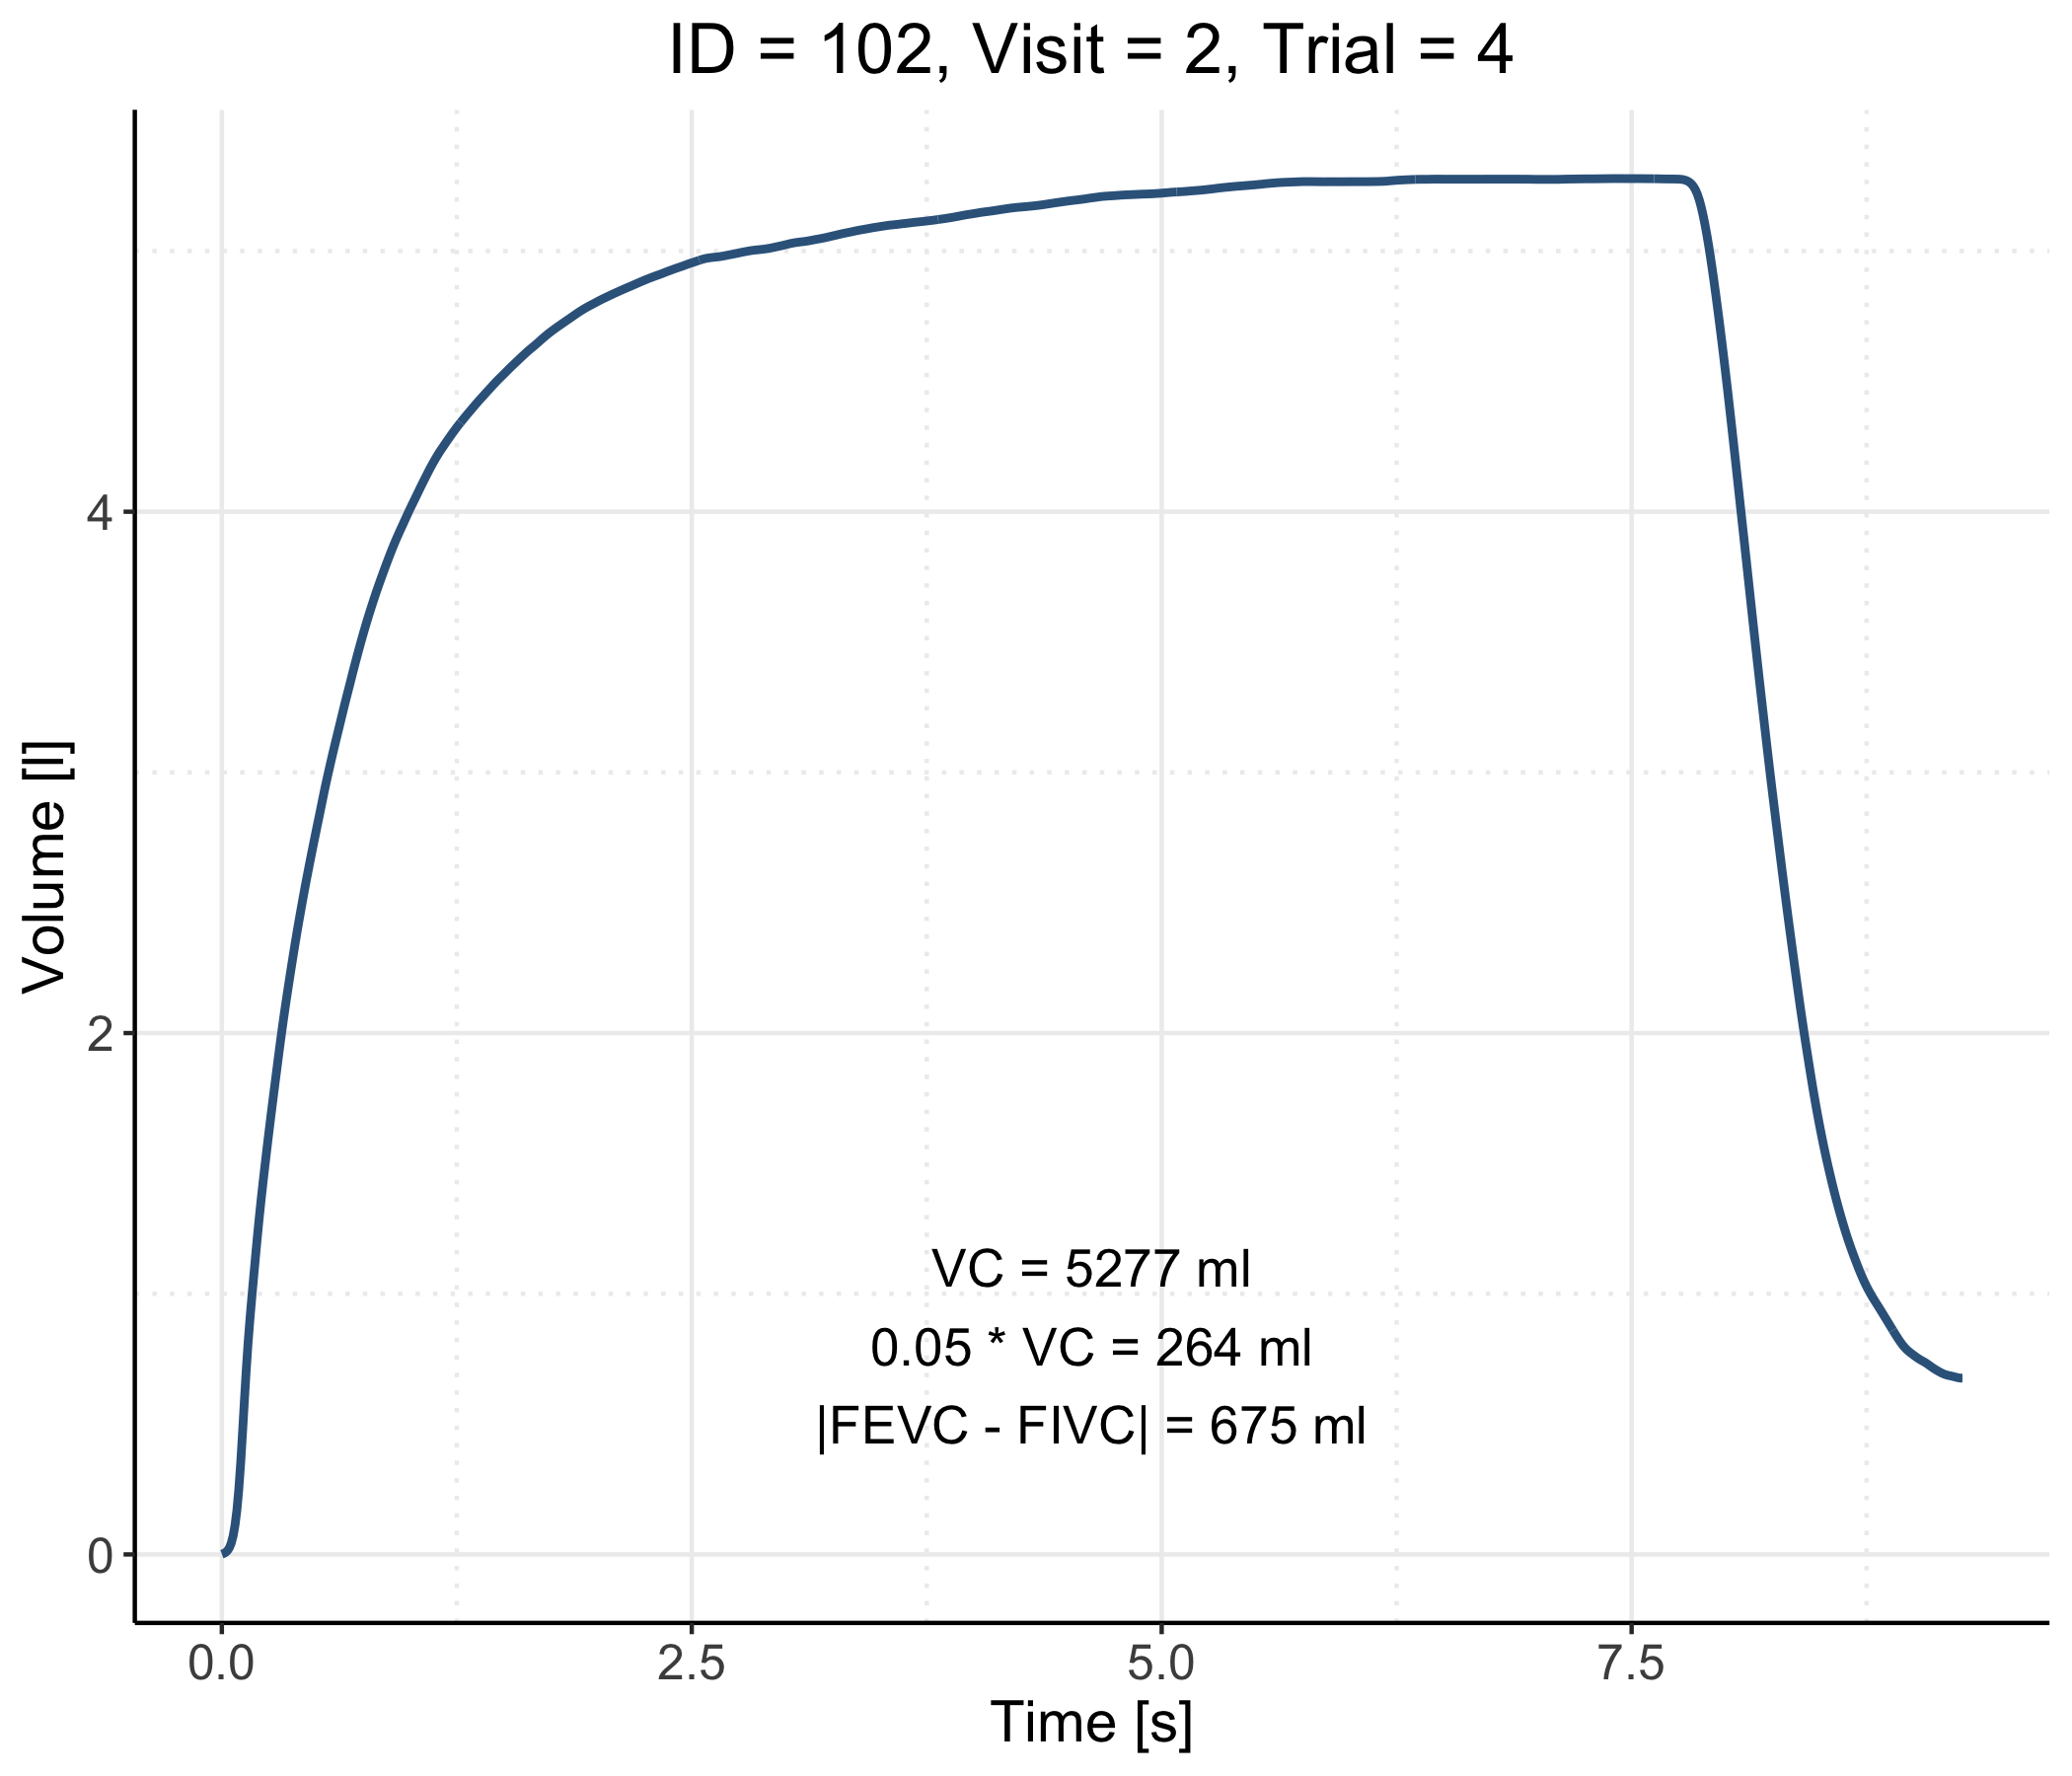 ID = 102, Visit = 2, Trial = 4
Volume [l]
4
2
0
VC = 5277 ml
0.05 * VC = 264 ml
|FEVC - FIVC| = 675 ml
0.0 2.5 5.0 7.5
Time [s]